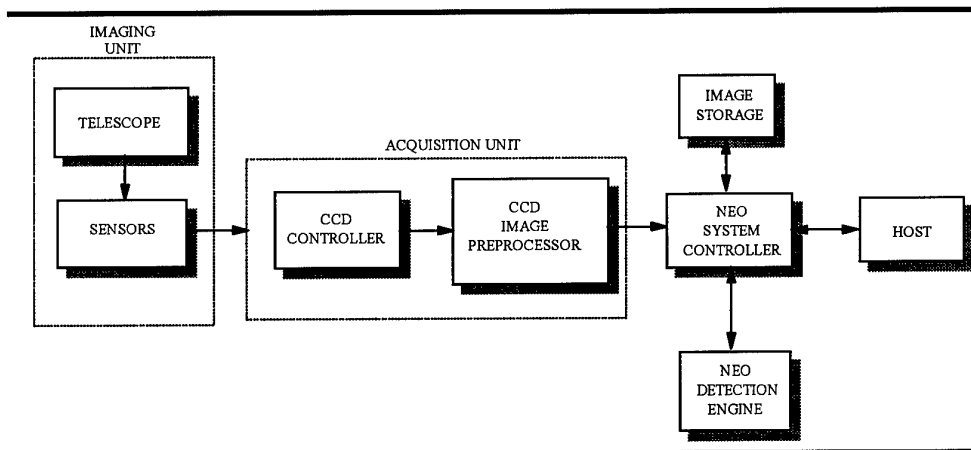 IMAGING
UNIT
TELESCOPE
SENSORS
ACQUISITION UNIT
CCD
CONTROLLER
CCD
IMAGE
PREPROCESSOR
IMAGE
STORAGE
NEO
SYSTEM
CONTROLLER
HOST
NEO
DETECTION
ENGINE